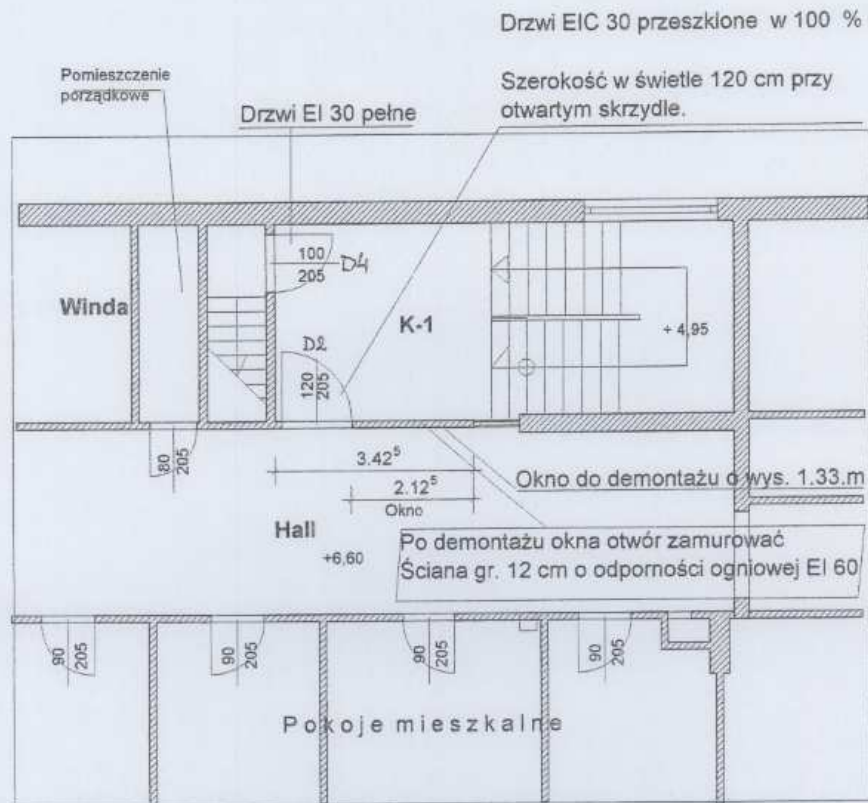 Drzwi EIC 30 przeszklone w 100 %
Pomieszczenie
porządkowe
Szerokość w świetle 120 cm przy
otwartym skrzydle.
Drzwi EI 30 pełne
100
205
D4
Winda
K-1
+ 4,95
D2
120
205
80
205
3.42⁵
2.12⁵
Okno
Okno do demontażu o wys. 1.33.m
Hall
+6,60
Po demontażu okna otwór zamurować
Ściana gr. 12 cm o odporności ogniowej EI 60
90
205
90
205
90
205
90
205
Pokoje mieszkalne